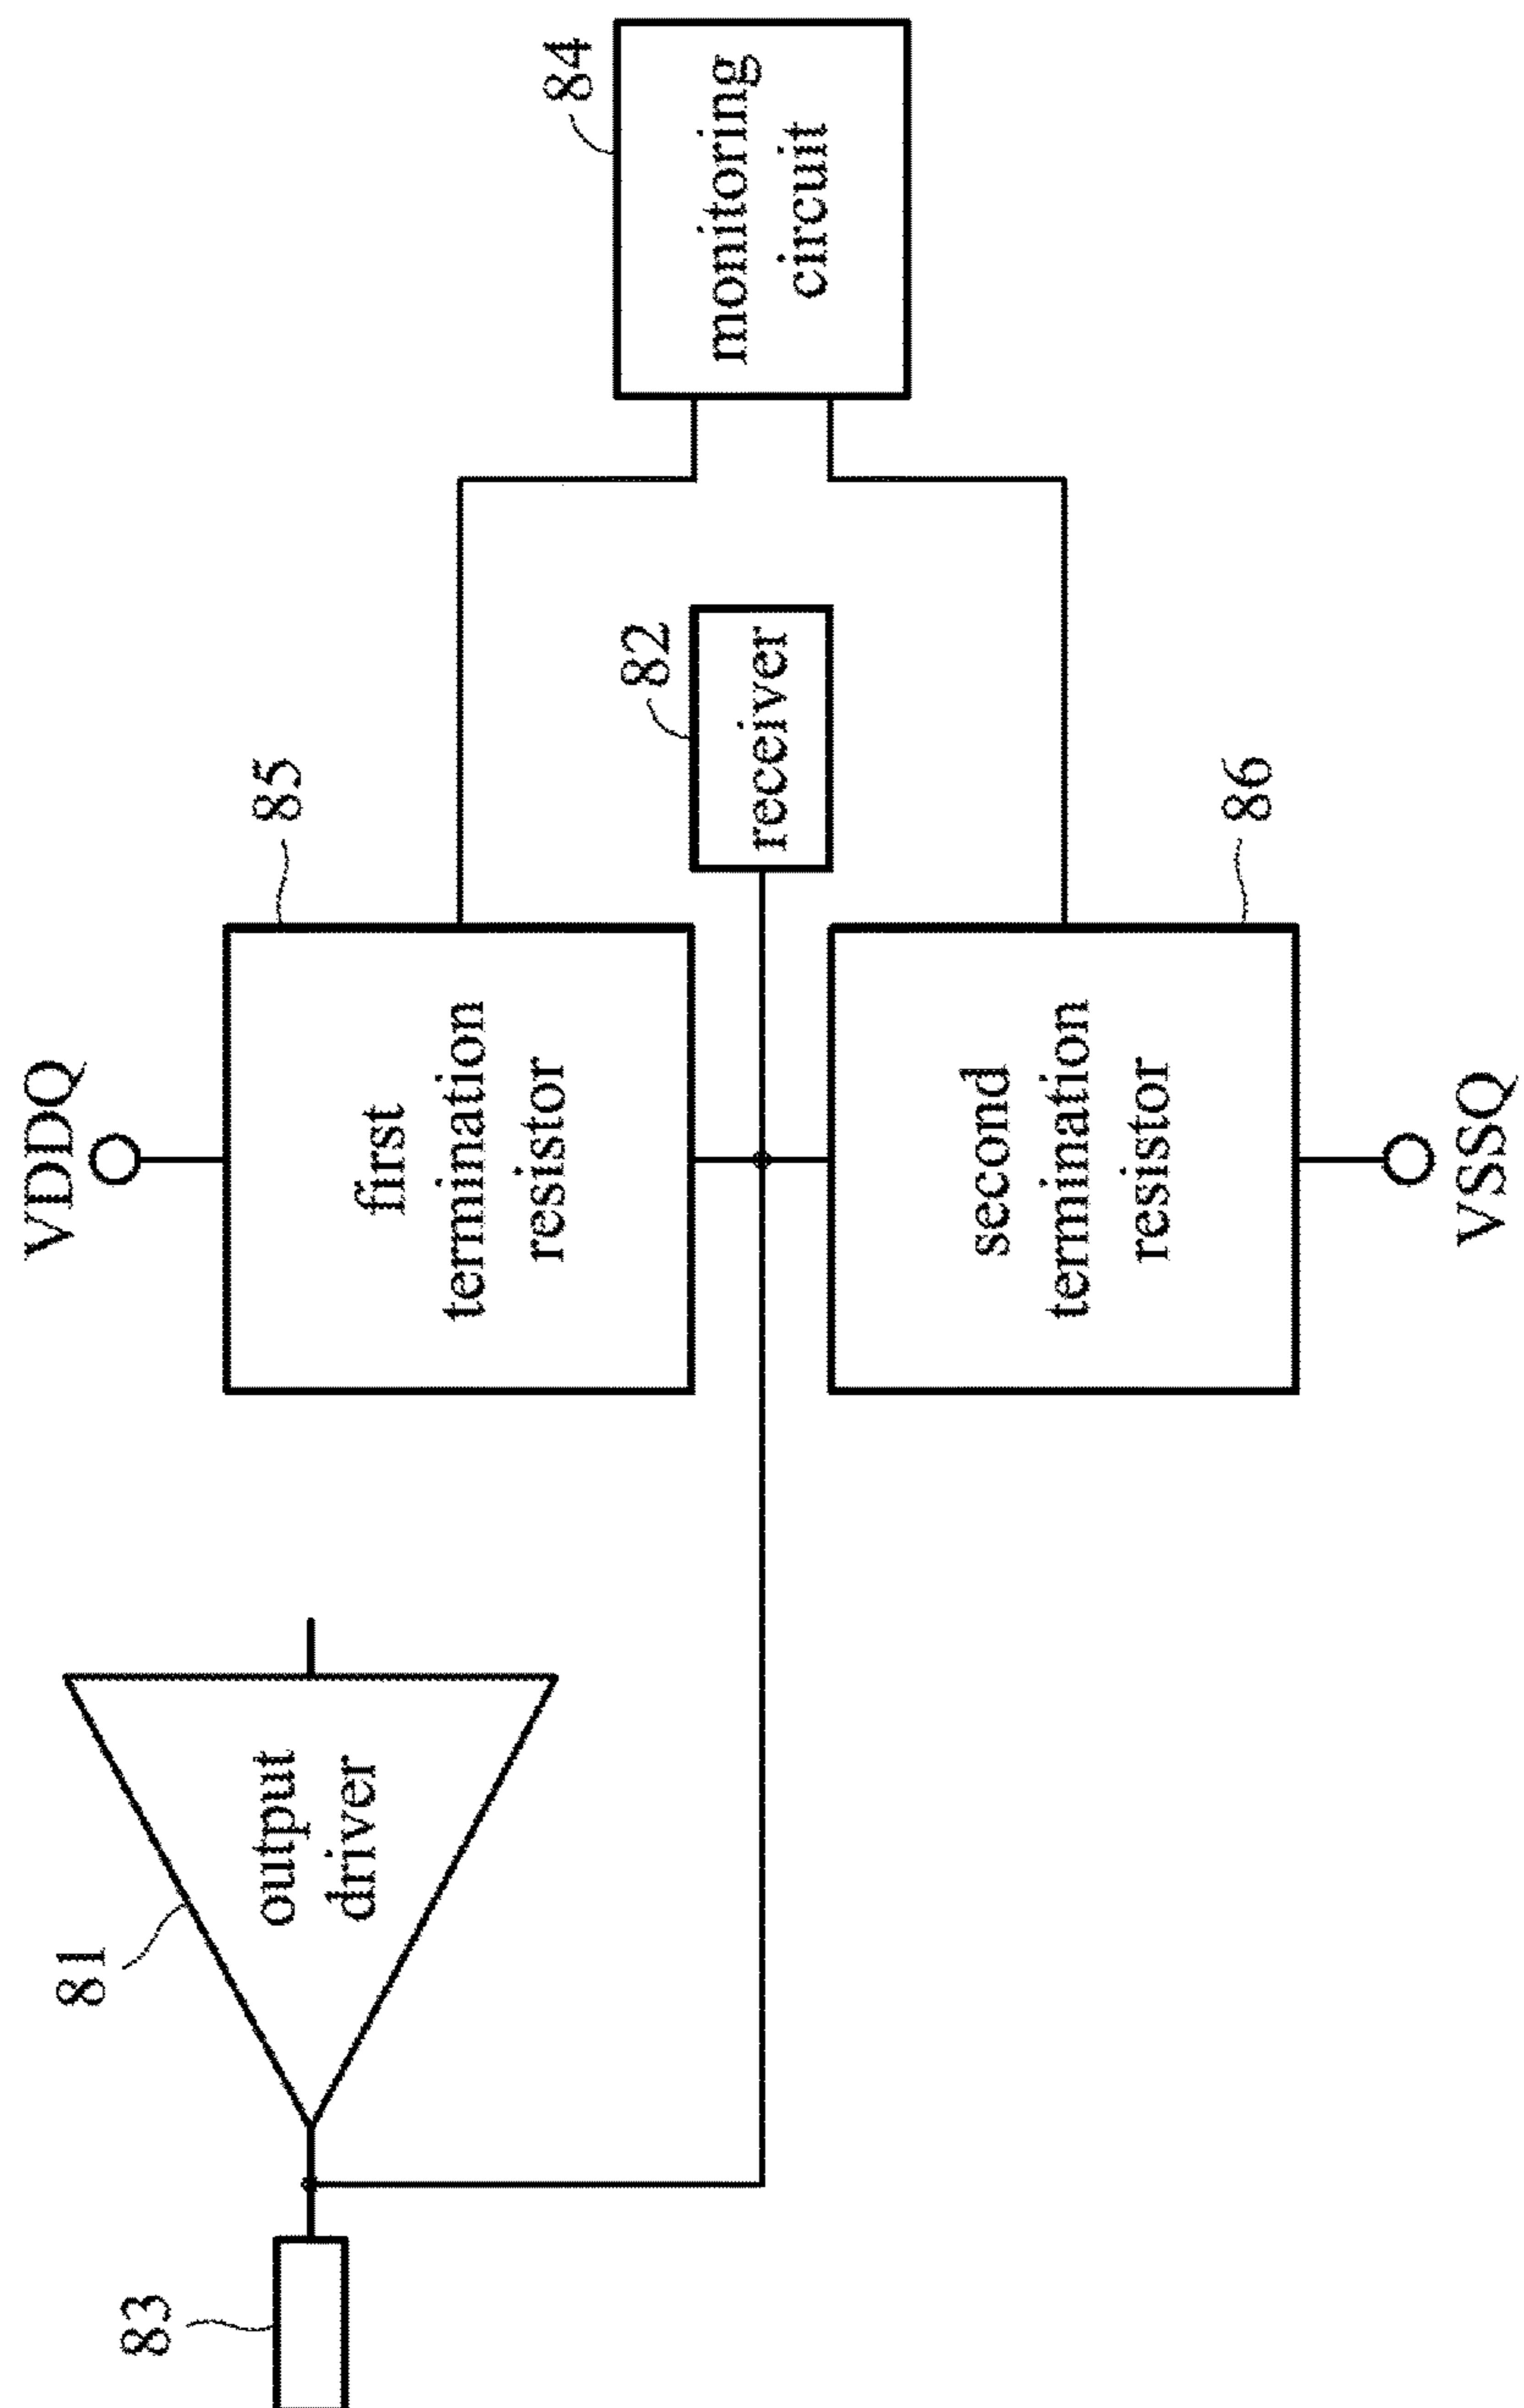 VDDQ
85
first
termination
resistor
81
output
driver
83
82
receiver
84
monitoring
circuit
second
termination
resistor
86
VSSQ